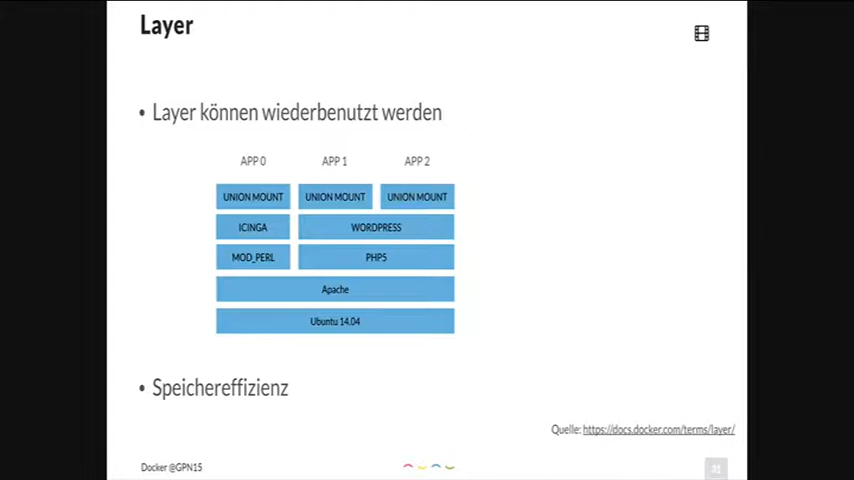 Layer
• Layer können wiederbenutzt werden
APP 0 APP 1 APP 2
UNION MOUNT UNION MOUNT UNION MOUNT
ICINGA WORDPRESS
MOD_PERL PHP5
Apache
Ubuntu 14.04
• Speichereffizienz
Quelle: https://docs.docker.com/terms/layer/
Docker @GPN15 31